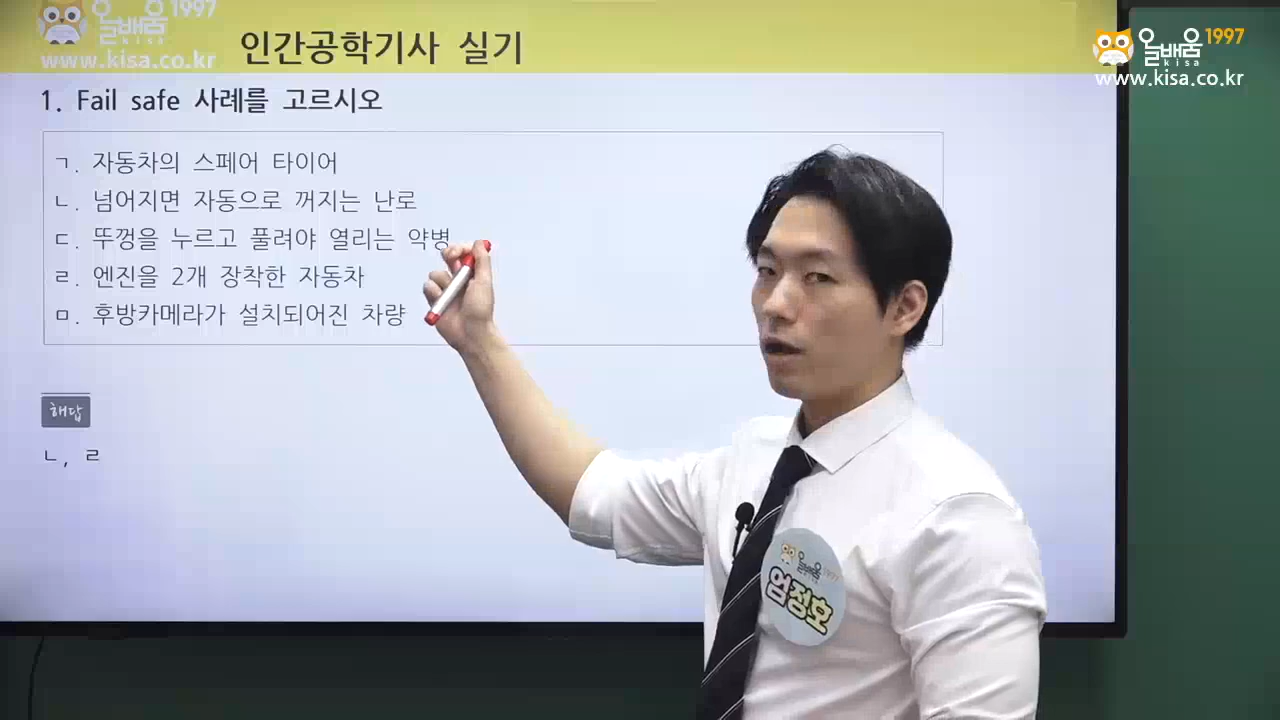 올배움 1997
kisa
www.kisa.co.kr
인간공학기사 실기
올배움 1997
kisa
www.kisa.co.kr
1. Fail safe 사례를 고르시오
ㄱ. 자동차의 스페어 타이어
ㄴ. 넘어지면 자동으로 꺼지는 난로
ㄷ. 뚜껑을 누르고 풀려야 열리는 약병
ㄹ. 엔진을 2개 장착한 자동차
ㅁ. 후방카메라가 설치되어진 차량
해답
ㄴ, ㄹ
올배움 1997
엄정호